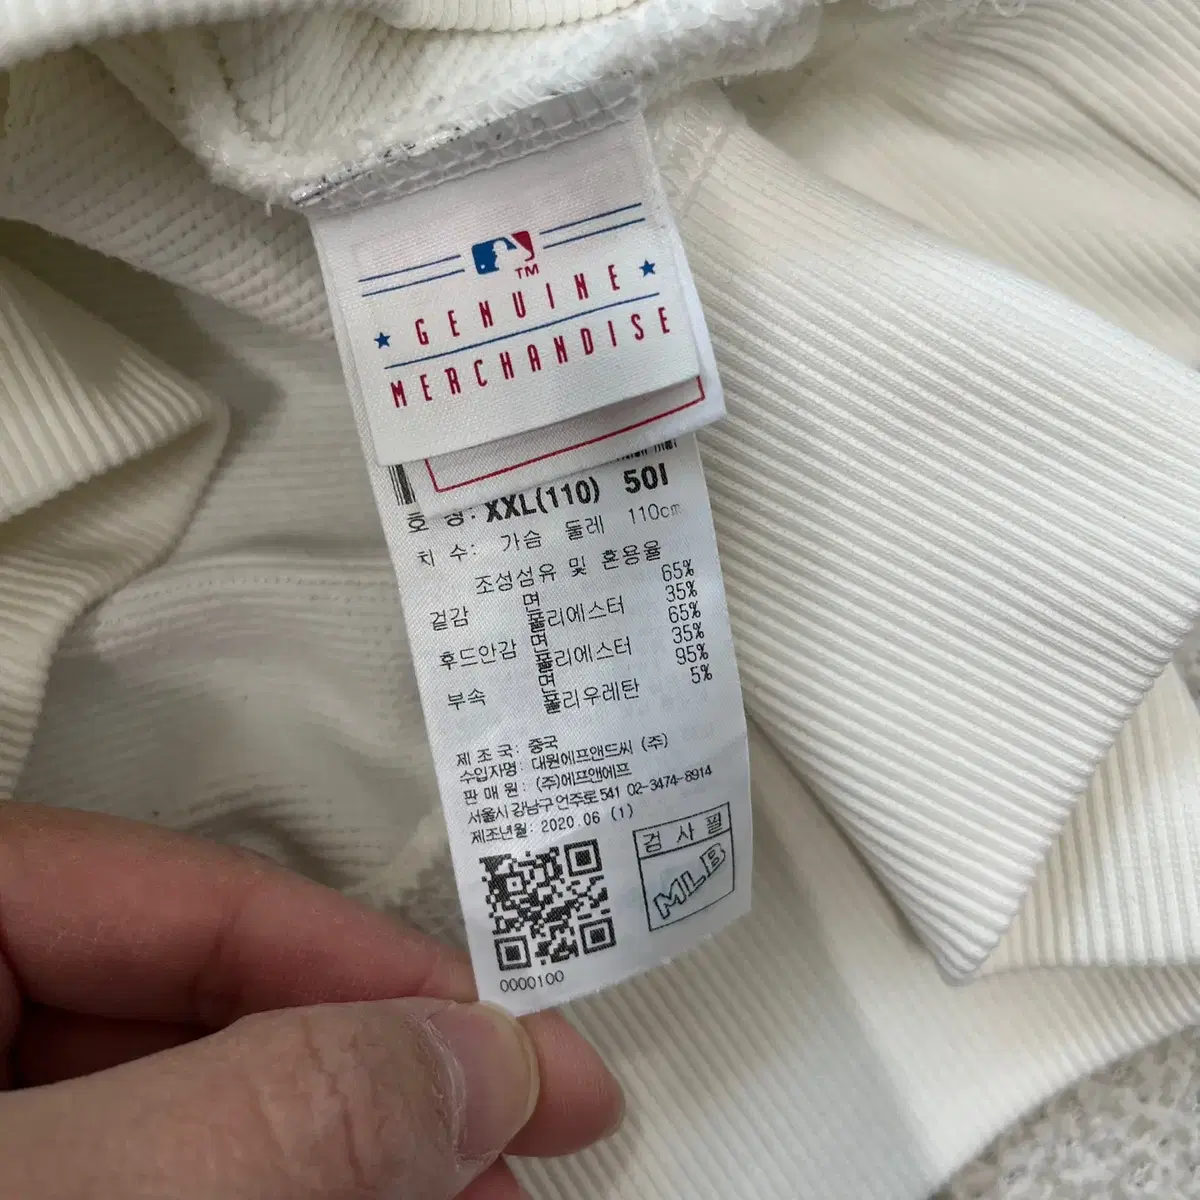 TM
★ GENUINE ★
MERCHANDISE
호 칭: XXL(110) 50I
치 수: 가슴 둘레 110cm
조성섬유 및 혼용율
겉감 면 65%
폴리에스터 35%
후드안감 면 65%
폴리에스터 35%
부속 면 95%
폴리우레탄 5%
제 조 국: 중국
수입자명: 대원에프앤드씨 (주)
판 매 원: (주)에프앤에프
서울시 강남구 언주로 541 02-3474-8914
제조년월: 2020.06 (1)
검 사 필
MLB
0000100